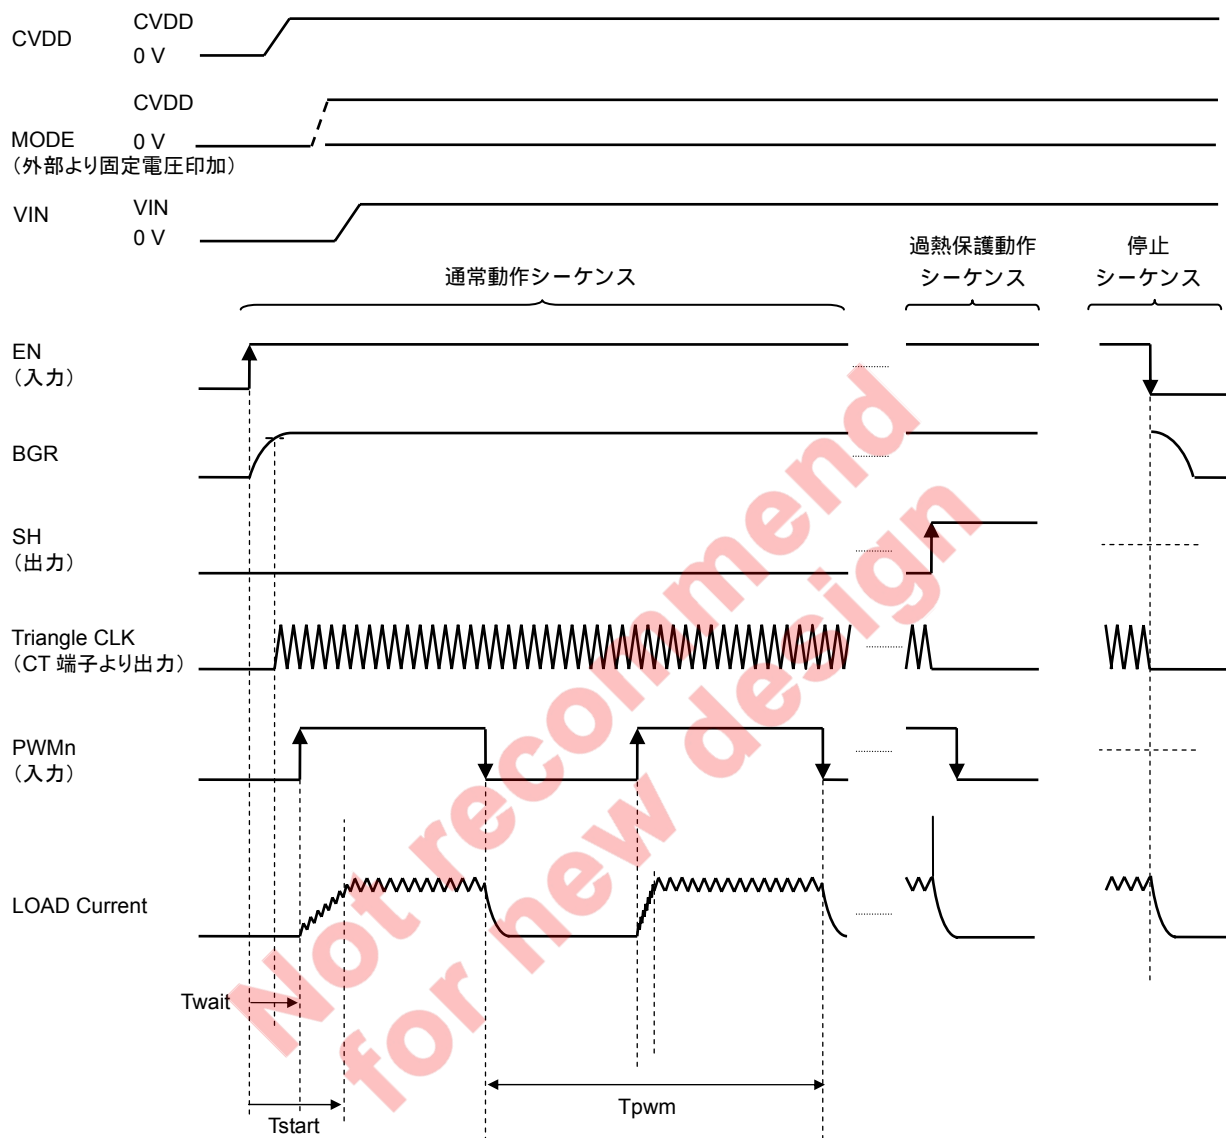 CVDD
CVDD
0 V
CVDD
MODE
0 V
（外部より固定電圧印加）
VIN
VIN
0 V
通常動作シーケンス
過熱保護動作
シーケンス
停止
シーケンス
EN
（入力）
BGR
SH
（出力）
Triangle CLK
（CT 端子より出力）
PWMn
（入力）
LOAD Current
Twait
Tstart
Tpwm
Not recommend
for new design